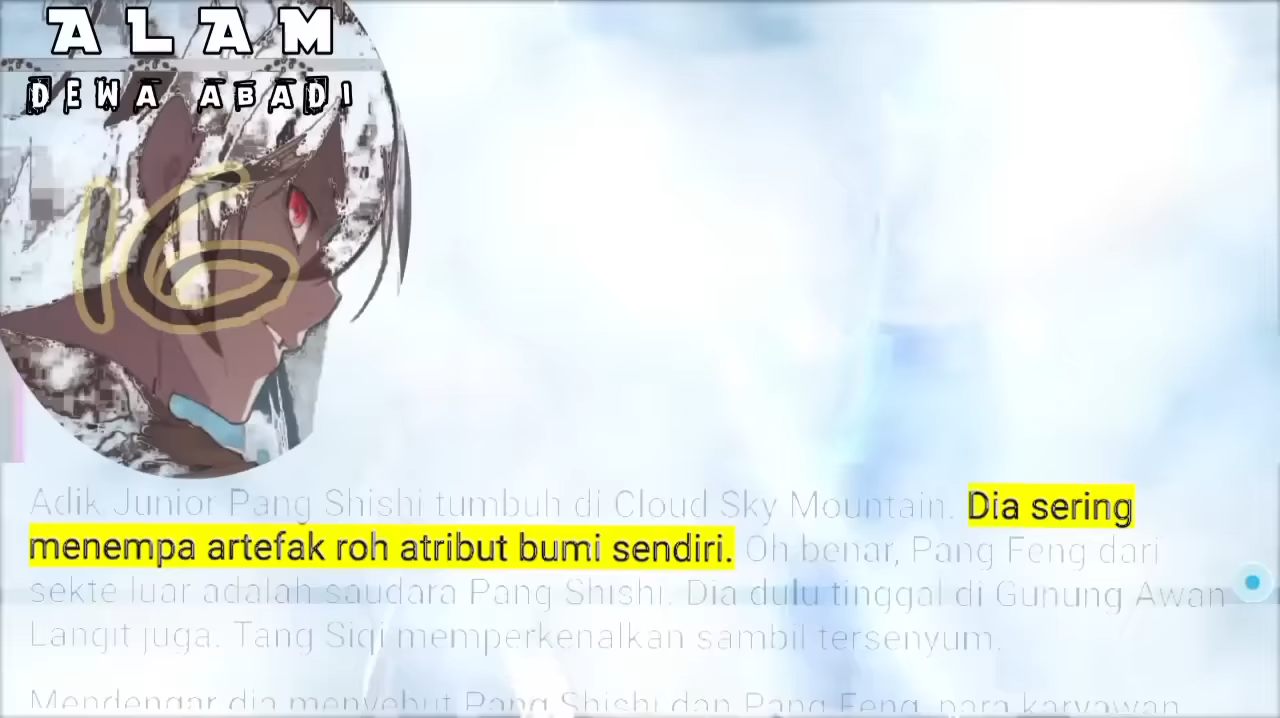 ALAM
DEWA ABADI
16
Adik Junior Pang Shishi tumbuh di Cloud Sky Mountain. Dia sering
menempa artefak roh atribut bumi sendiri. Oh benar, Pang Feng dari
sekte luar adalah saudara Pang Shishi. Dia dulu tinggal di Gunung Awan
Langit juga. Tang Siqi memperkenalkan sambil tersenyum.
Mendengar dia menyebut Pang Shishi dan Pang Feng, para karyawan